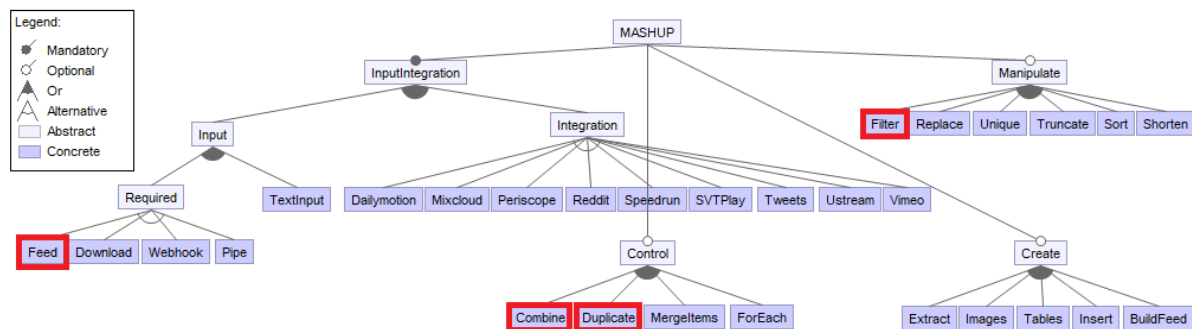 Legend:
Mandatory
Optional
Or
Alternative
Abstract
Concrete
MASHUP
InputIntegration
Manipulate
Input
Integration
Filter
Replace
Unique
Truncate
Sort
Shorten
Required
TextInput
Dailymotion
Mixcloud
Periscope
Reddit
Speedrun
SVTPlay
Tweets
Ustream
Vimeo
Feed
Download
Webhook
Pipe
Control
Create
Combine
Duplicate
MergeItems
ForEach
Extract
Images
Tables
Insert
BuildFeed